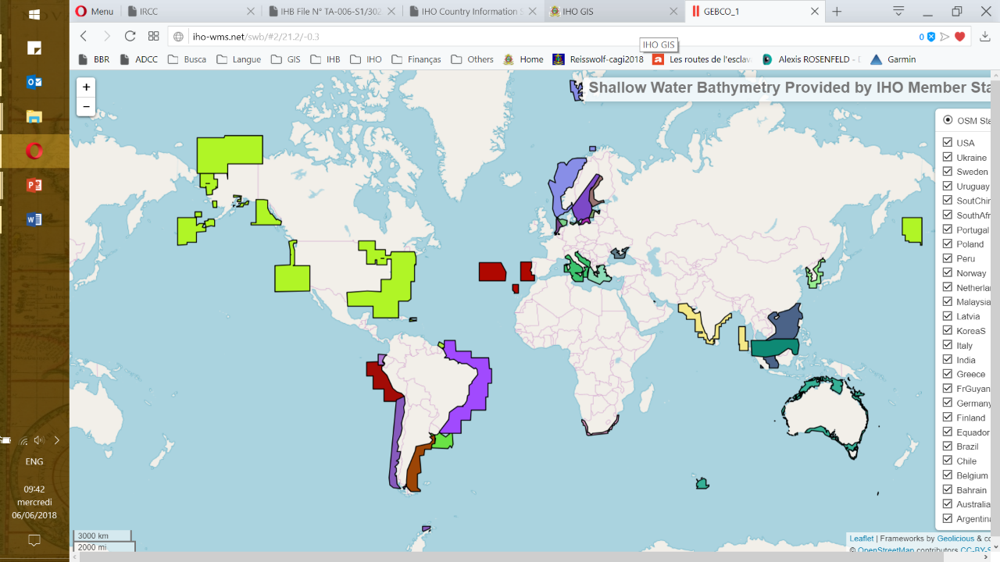 Menu
IRCC
IHB File N° TA-006-S1/302
IHO Country Information S
IHO GIS
GEBCO_1
iho-wms.net/swb/#2/21.2/-0.3
0
IHO GIS
BBR
ADCC
Busca
Langue
GIS
IHB
IHO
Finanças
Others
Home
Reisswolf-cagi2018
Les routes de l'esclava
Alexis ROSENFELD - D
Garmin
+
−
Shallow Water Bathymetry Provided by IHO Member Sta
OSM Sta
USA
Ukraine
Sweden
Uruguay
SoutChin
SouthAfr
Portugal
Poland
Peru
Norway
Netherlan
Malaysia
Latvia
KoreaS
Italy
India
Greece
FrGuyan
Germany
Finland
Equador
Brazil
Chile
Belgium
Bahrain
Australia
Argentina
ENG
09:42
mercredi
06/06/2018
3000 km
2000 mi
Leaflet | Frameworks by Geolicious & co
© OpenStreetMap contributors CC-BY-S